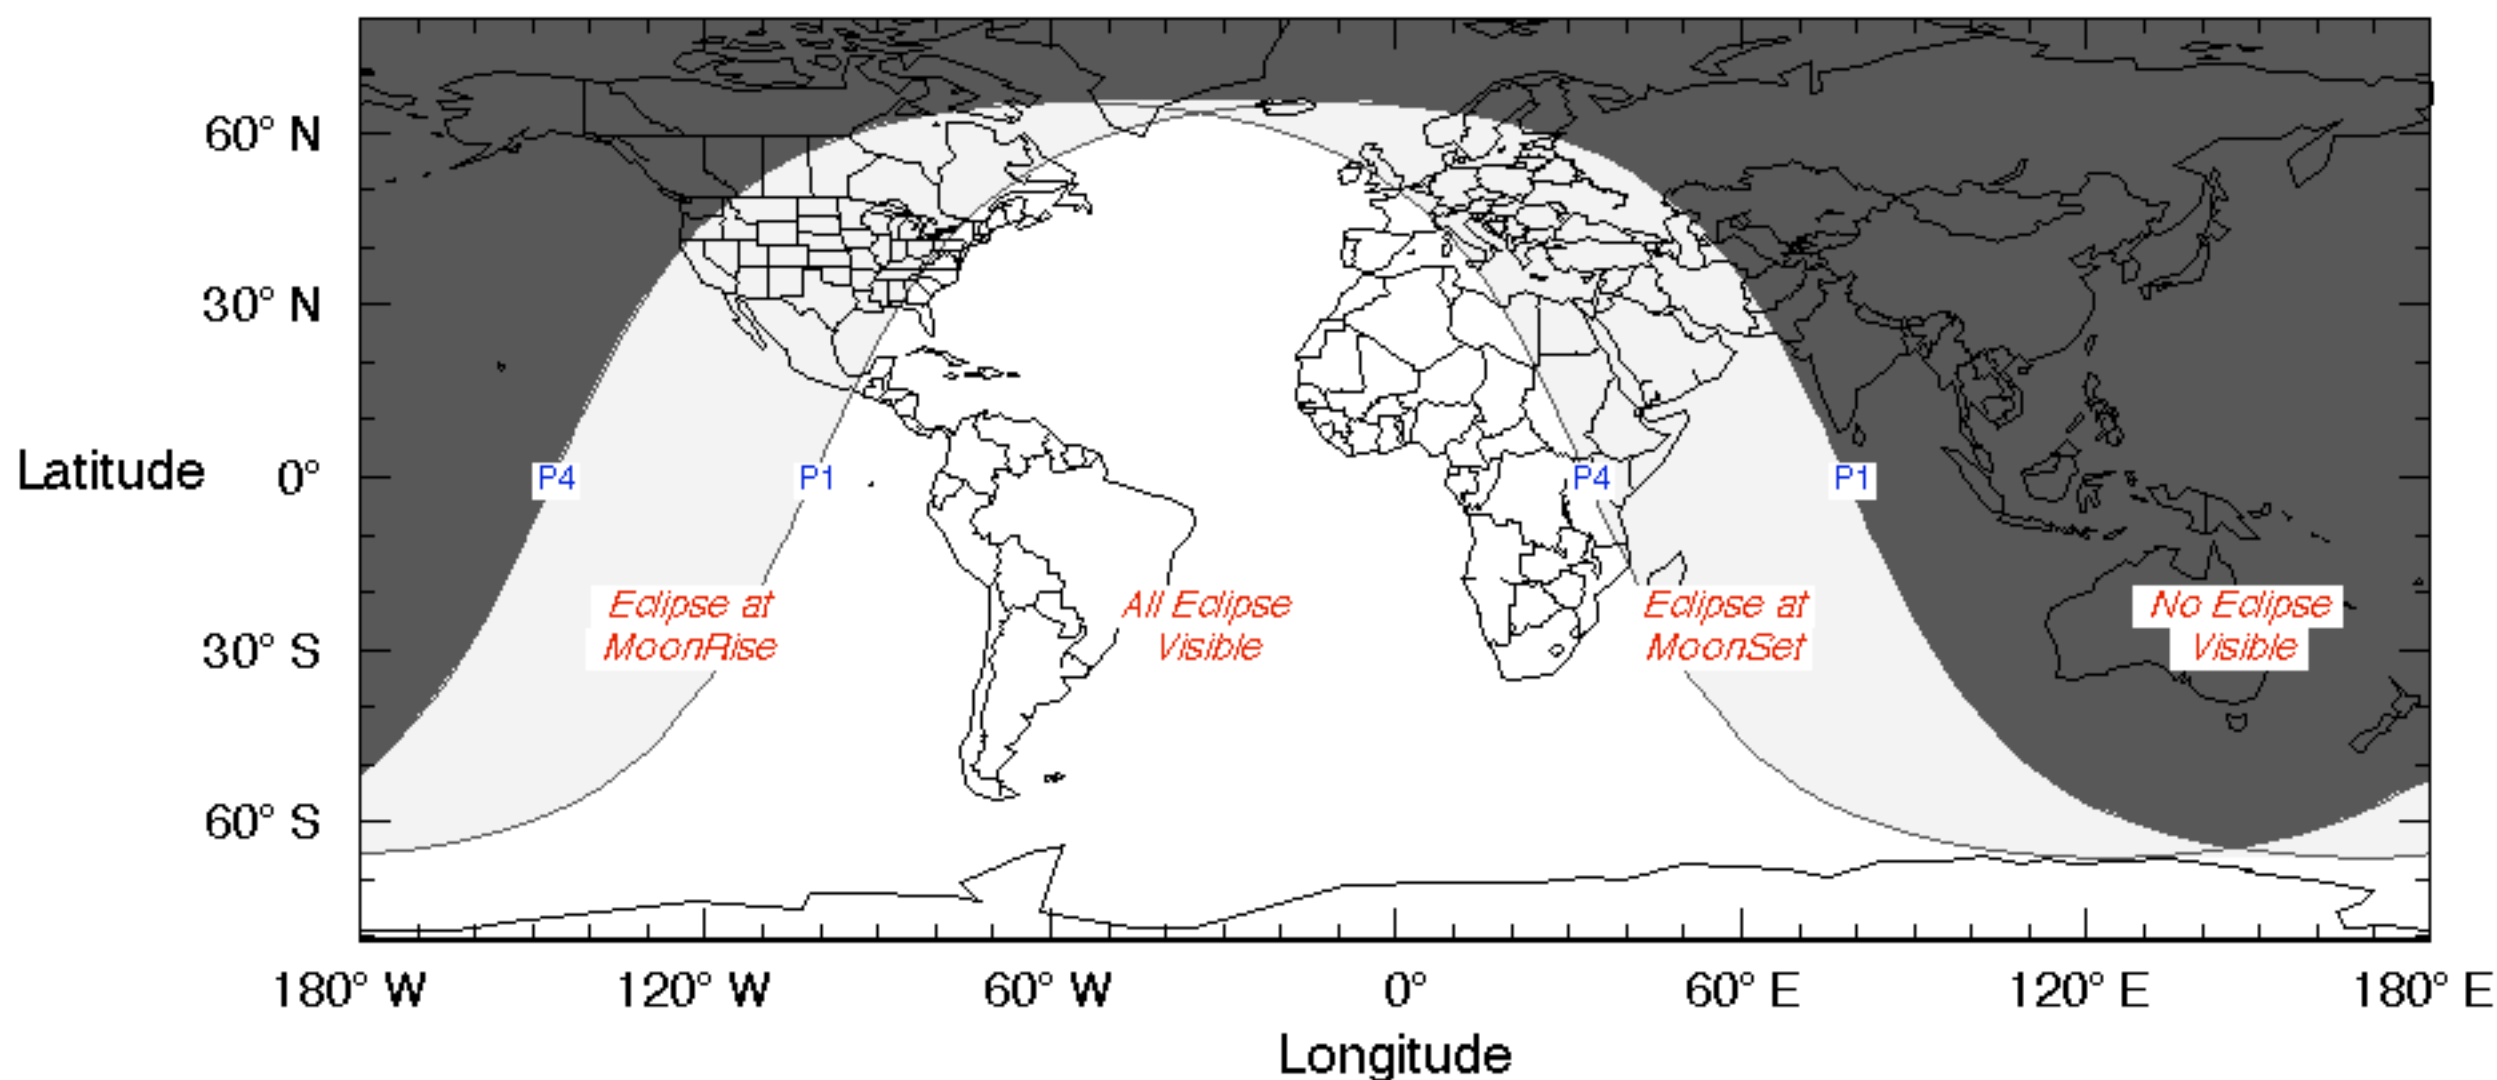 60° N
30° N
Latitude 0°
P4 P1 P4 P1
Eclipse at All Eclipse Eclipse at No Eclipse
MoonRise Visible MoonSet Visible
30° S
60° S
180° W 120° W 60° W 0° 60° E 120° E 180° E
Longitude